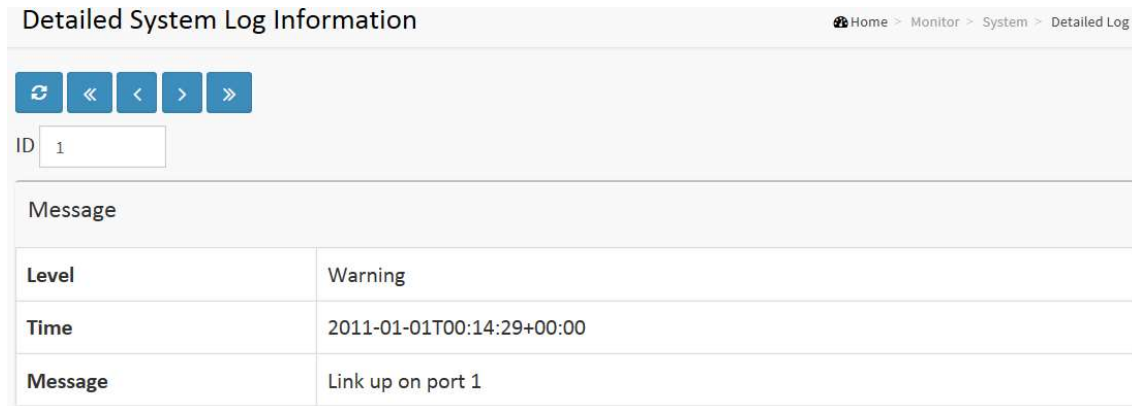 Detailed System Log Information
Home > Monitor > System > Detailed Log
ID 1
Message
Level Warning
Time 2011-01-01T00:14:29+00:00
Message Link up on port 1